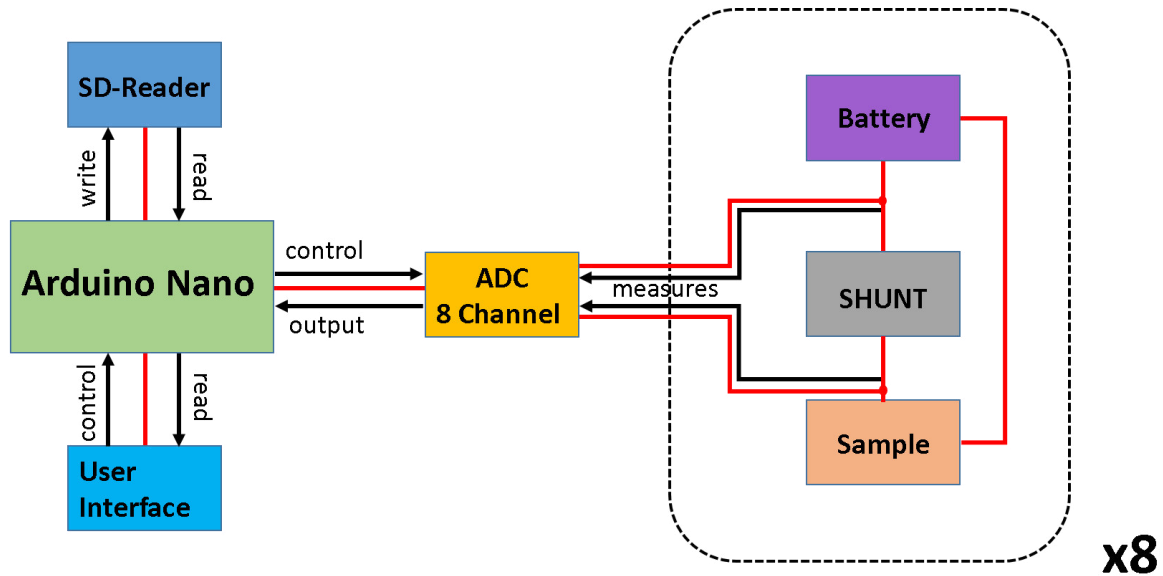 SD-Reader
write
read
Arduino Nano
control
output
control
read
User
Interface
ADC
8 Channel
measures
Battery
SHUNT
Sample
x8